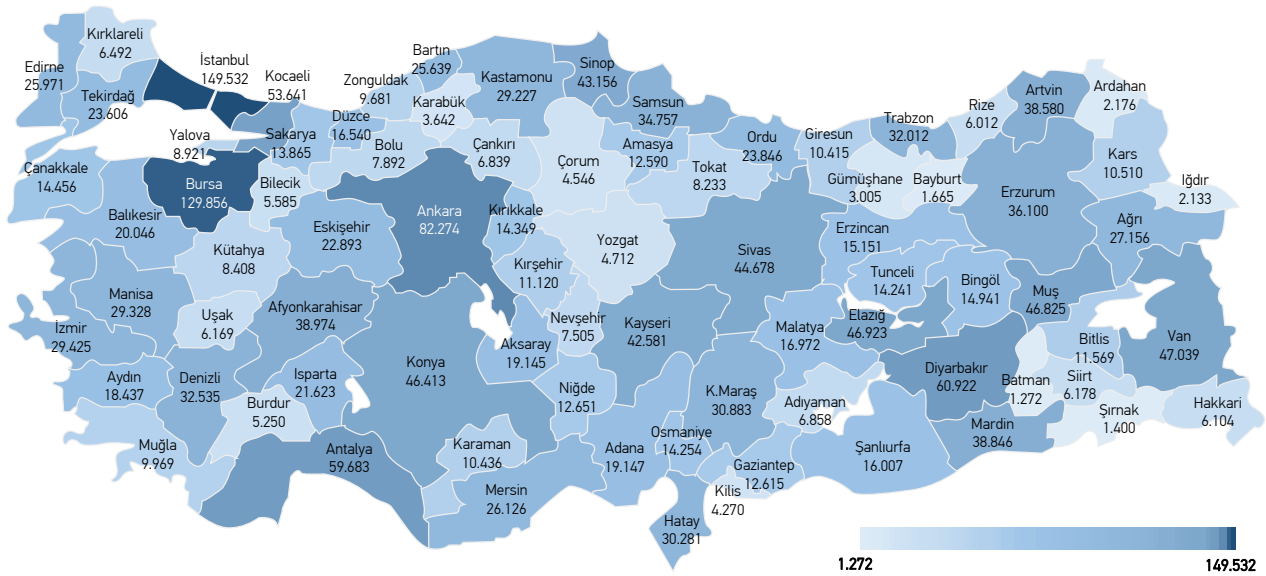 Kırklareli
6.492
Edirne
25.971
Tekirdağ
23.606
İstanbul
149.532
Kocaeli
53.641
Yalova
8.921
Sakarya
13.865
Düzce
16.540
Zonguldak
9.681
Bartın
25.639
Karabük
3.642
Kastamonu
29.227
Sinop
43.156
Samsun
34.757
Bolu
7.892
Çankırı
6.839
Çorum
4.546
Amasya
12.590
Tokat
8.233
Ordu
23.846
Giresun
10.415
Trabzon
32.012
Rize
6.012
Artvin
38.580
Ardahan
2.176
Kars
10.510
Iğdır
2.133
Gümüşhane
3.005
Bayburt
1.665
Erzurum
36.100
Ağrı
27.156
Çanakkale
14.456
Balıkesir
20.046
Bursa
129.856
Bilecik
5.585
Kütahya
8.408
Eskişehir
22.893
Ankara
82.274
Kırıkkale
14.349
Kırşehir
11.120
Yozgat
4.712
Sivas
44.678
Erzincan
15.151
Tunceli
14.241
Bingöl
14.941
Muş
46.825
Elazığ
46.923
Malatya
16.972
Manisa
29.328
İzmir
29.425
Uşak
6.169
Afyonkarahisar
38.974
Konya
46.413
Aksaray
19.145
Nevşehir
7.505
Kayseri
42.581
Niğde
12.651
Aydın
18.437
Denizli
32.535
Isparta
21.623
Burdur
5.250
Muğla
9.969
Antalya
59.683
Karaman
10.436
Mersin
26.126
Adana
19.147
Osmaniye
14.254
K.Maraş
30.883
Adıyaman
6.858
Gaziantep
12.615
Kilis
4.270
Hatay
30.281
Şanlıurfa
16.007
Diyarbakır
60.922
Mardin
38.846
Batman
1.272
Siirt
6.178
Bitlis
11.569
Şırnak
1.400
Van
47.039
Hakkari
6.104
1.272
149.532